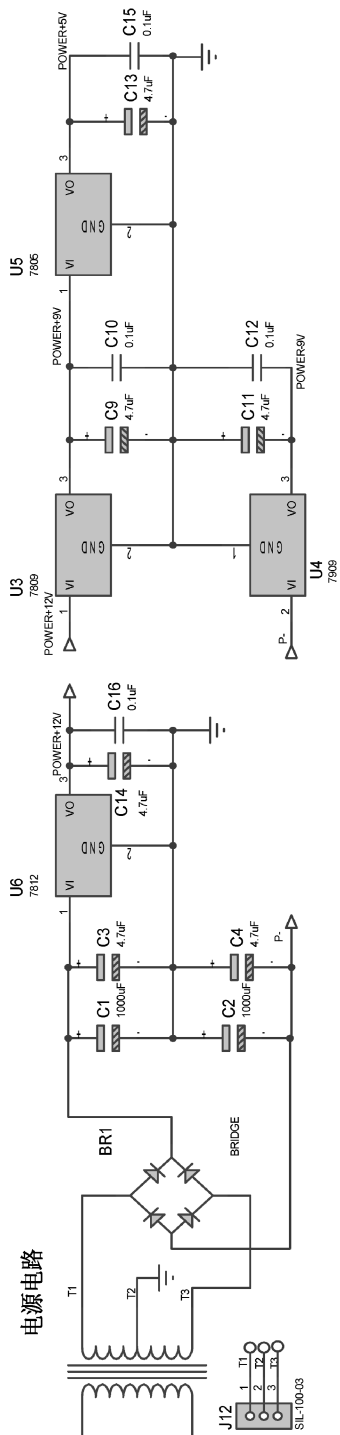 电源电路
T1
T2
T3
J12
1
T1
2
T2
3
T3
SIL-100-03
BR1
BRIDGE
C1
1000uF
+
-
C3
4.7uF
+
-
C2
1000uF
+
-
C4
4.7uF
+
-
P-
U6
7812
1
VI
VO
3
GND
2
POWER+12V
C14
4.7uF
+
-
C16
0.1uF
U3
7809
POWER+12V
1
VI
VO
3
GND
2
C9
4.7uF
+
-
C10
0.1uF
POWER+9V
U4
7909
P-
2
VI
VO
3
GND
1
C11
4.7uF
+
-
C12
0.1uF
POWER-9V
U5
7805
1
VI
VO
3
GND
2
C13
4.7uF
+
-
C15
0.1uF
POWER+5V